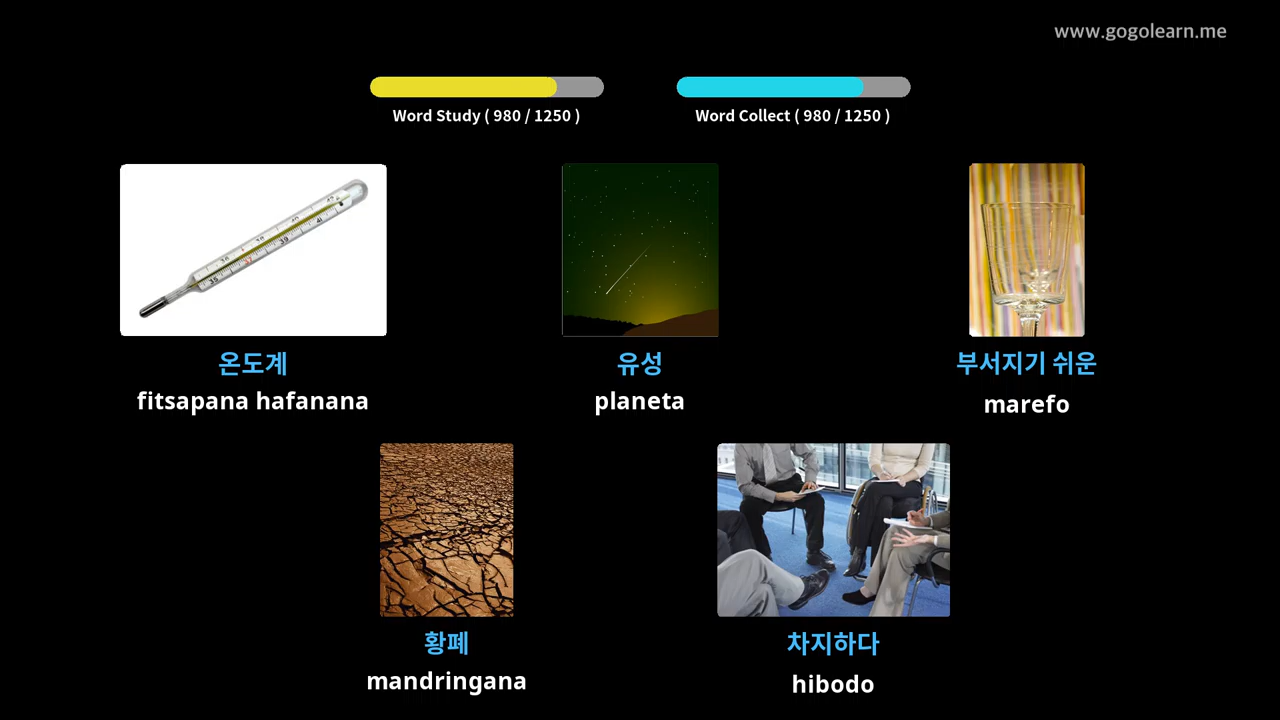 www.gogolearn.me
Word Study ( 980 / 1250 )
Word Collect ( 980 / 1250 )
온도계
fitsapana hafanana
유성
planeta
부서지기 쉬운
marefo
황폐
mandringana
차지하다
hibodo